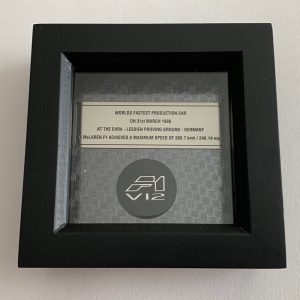 WORLDS FASTEST PRODUCTION CAR
ON 31st MARCH 1998
AT THE EHRA - LESSIEN PROVING GROUND - GERMANY
McLAREN F1 ACHIEVES A MAXIMUM SPEED OF 386.7 kmh / 240.14 mp
F1
V12